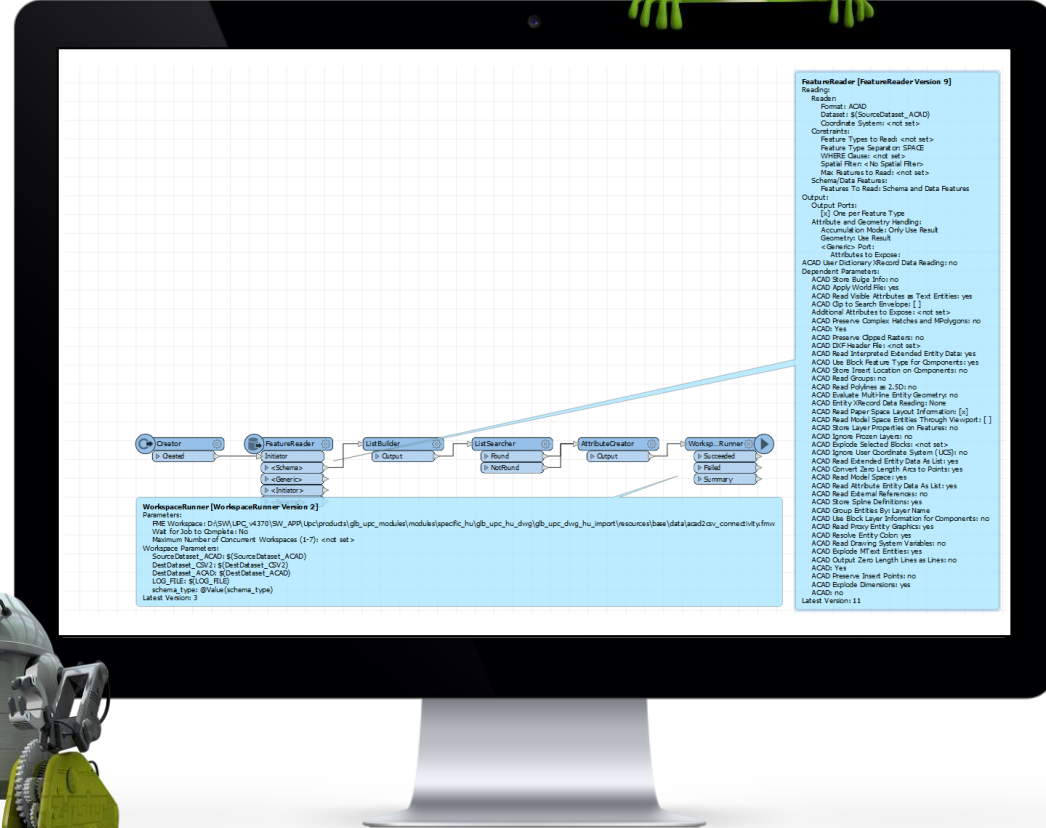 FeatureReader [FeatureReader Version 9]
Reading:
Reader:
Format: ACAD
Dataset: $(SourceDataset_ACAD)
Coordinate System: <not set>
Constraints:
Feature Types to Read: <not set>
Feature Type Separator: SPACE
WHERE Clause: <not set>
Spatial Filter: <No Spatial Filter>
Max Features to Read: <not set>
Schema/Data Features:
Features To Read: Schema and Data Features
Output:
Output Ports:
[x] One per Feature Type
Attribute and Geometry Handling:
Accumulation Mode: Only Use Result
Geometry: Use Result
<Generic> Port:
Attributes to Expose:
ACAD User Dictionary XRecord Data Reading: no
Dependent Parameters:
ACAD Store Bulge Info: no
ACAD Apply World File: yes
ACAD Read Visible Attributes as Text Entities: yes
ACAD Clip to Search Envelope: [ ]
Additional Attributes to Expose: <not set>
ACAD Preserve Complex Hatches and MPolygons: no
ACAD: Yes
ACAD Preserve Clipped Rasters: no
ACAD DXF Header File: <not set>
ACAD Read Interpreted Extended Entity Data: yes
ACAD Use Block Feature Type for Components: yes
ACAD Store Insert Location on Components: no
ACAD Read Groups: no
ACAD Read Polylines as 2.5D: no
ACAD Evaluate Multi-line Entity Geometry: no
ACAD Entity XRecord Data Reading: None
ACAD Read Paper Space Layout Information: [x]
ACAD Read Model Space Entities Through Viewport: [ ]
ACAD Store Layer Properties on Features: no
ACAD Ignore Frozen Layers: no
ACAD Explode Selected Blocks: <not set>
ACAD Ignore User Coordinate System (UCS): no
ACAD Read Extended Entity Data As List: yes
ACAD Convert Zero Length Arcs to Points: yes
ACAD Read Model Space: yes
ACAD Read Attribute Entity Data As List: yes
ACAD Read External References: no
ACAD Store Spline Definitions: yes
ACAD Group Entities By: Layer Name
ACAD Use Block Layer Information for Components: no
ACAD Read Proxy Entity Graphics: yes
ACAD Resolve Entity Color: yes
ACAD Read Drawing System Variables: no
ACAD Explode MText Entities: yes
ACAD Output Zero Length Lines as Lines: no
ACAD: Yes
ACAD Preserve Insert Points: no
ACAD Explode Dimensions: yes
ACAD: no
Latest Version: 11
Creator
Created
FeatureReader
Initiator
<Schema>
<Generic>
<Initiator>
ListBuilder
Output
ListSearcher
Found
NotFound
AttributeCreator
Output
Worksp...Runner
Succeeded
Failed
Summary
WorkspaceRunner [WorkspaceRunner Version 2]
Parameters:
FME Workspace: D:\SW\UPC_v4370\SW_APP\Upc\products\glb_upc_modules\modules\specific_hu\glb_upc_hu_dwg\glb_upc_dwg_hu_import\resources\base\data\acad2csv_connectivity.fmw
Wait for Job to Complete: No
Maximum Number of Concurrent Workspaces (1-7): <not set>
Workspace Parameters:
SourceDataset_ACAD: $(SourceDataset_ACAD)
DestDataset_CSV2: $(DestDataset_CSV2)
DestDataset_ACAD: $(DestDataset_ACAD)
LOG_FILE: $(LOG_FILE)
schema_type: @Value(schema_type)
Latest Version: 3